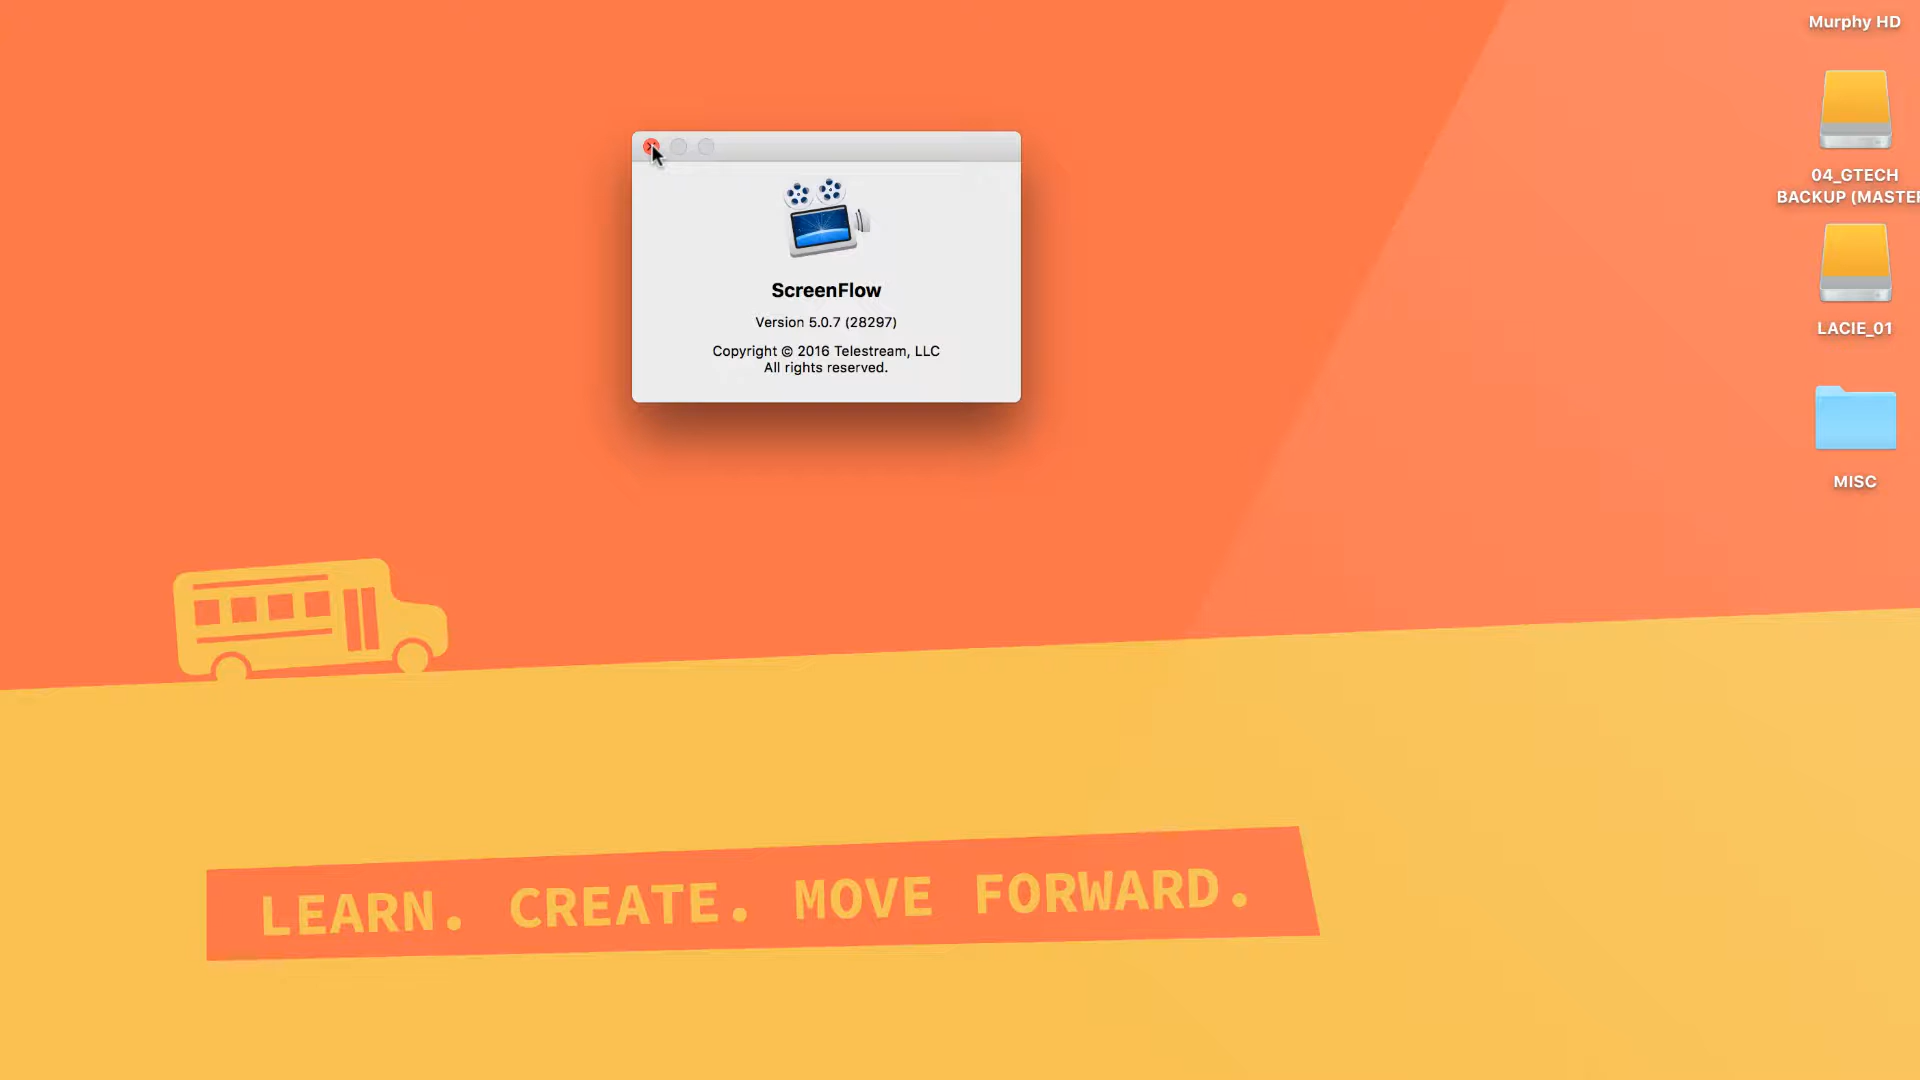 Murphy HD
ScreenFlow
Version 5.0.7 (28297)
Copyright © 2016 Telestream, LLC
All rights reserved.
04_GTECH
BACKUP (MASTER
LACIE_01
MISC
LEARN. CREATE. MOVE FORWARD.